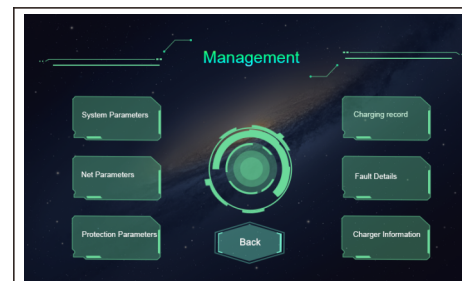 Management
System Parameters
Charging record
Net Parameters
Fault Details
Protection Parameters
Back
Charger Information